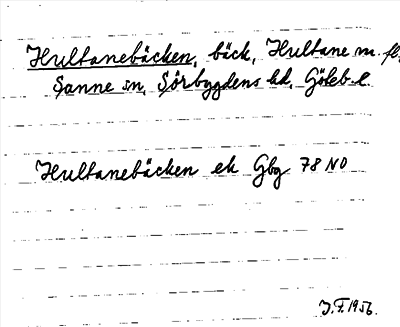 Hultanebäcken, bäck, Hultane m. fl.
Sanne sn, Sörbygdens hd, Göteb. l.
Hultanebäcken ek Gbg 78 NO
J.F. 1956.